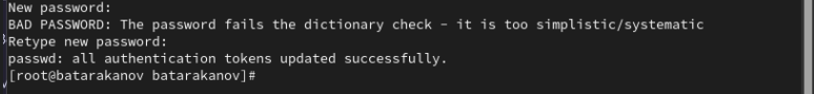 New password:
BAD PASSWORD: The password fails the dictionary check - it is too simplistic/systematic
Retype new password:
passwd: all authentication tokens updated successfully.
[root@batarakanov batarakanov]#